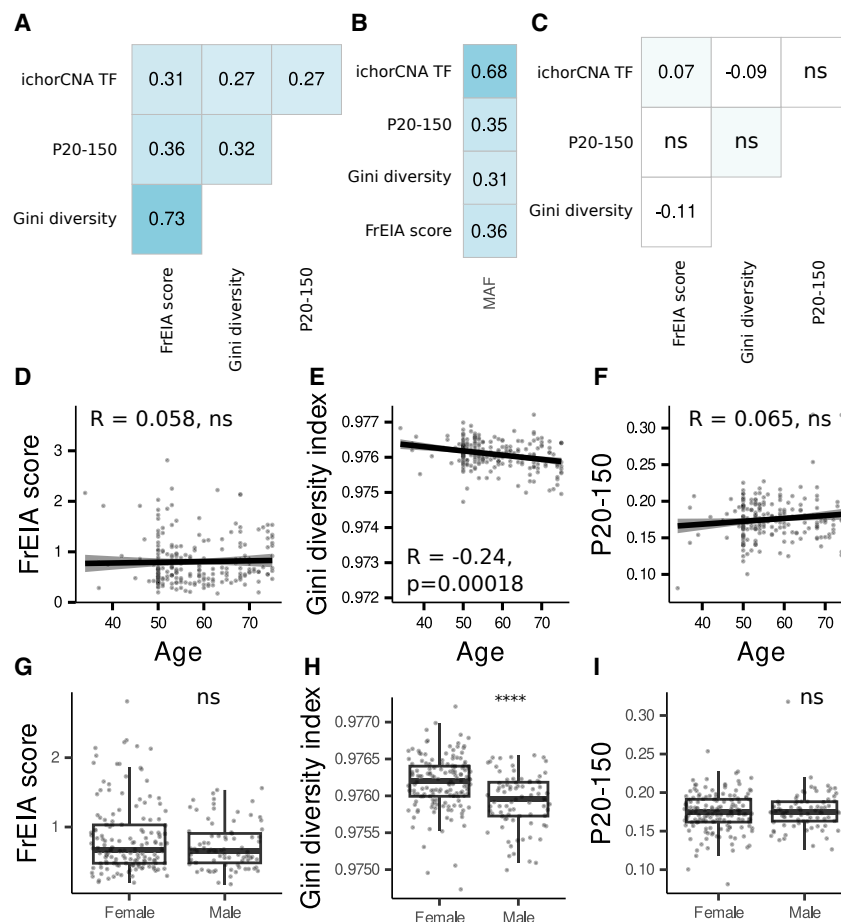 A
ichorCNA TF
0.31
0.27
0.27
P20-150
0.36
0.32
Gini diversity
0.73
FrEIA score
Gini diversity
P20-150
B
ichorCNA TF
0.68
P20-150
0.35
Gini diversity
0.31
FrEIA score
0.36
MAF
C
ichorCNA TF
0.07
-0.09
ns
P20-150
ns
ns
Gini diversity
-0.11
FrEIA score
Gini diversity
P20-150
D
R = 0.058, ns
FrEIA score
3
2
1
0
40
50
60
70
Age
E
Gini diversity index
0.977
0.976
0.975
0.974
0.973
0.972
R = -0.24,
p=0.00018
40
50
60
70
Age
F
R = 0.065, ns
P20-150
0.30
0.25
0.20
0.15
0.10
40
50
60
70
Age
G
ns
FrEIA score
2
1
Female
Male
H
****
Gini diversity index
0.9770
0.9765
0.9760
0.9755
0.9750
Female
Male
I
ns
P20-150
0.30
0.25
0.20
0.15
0.10
Female
Male